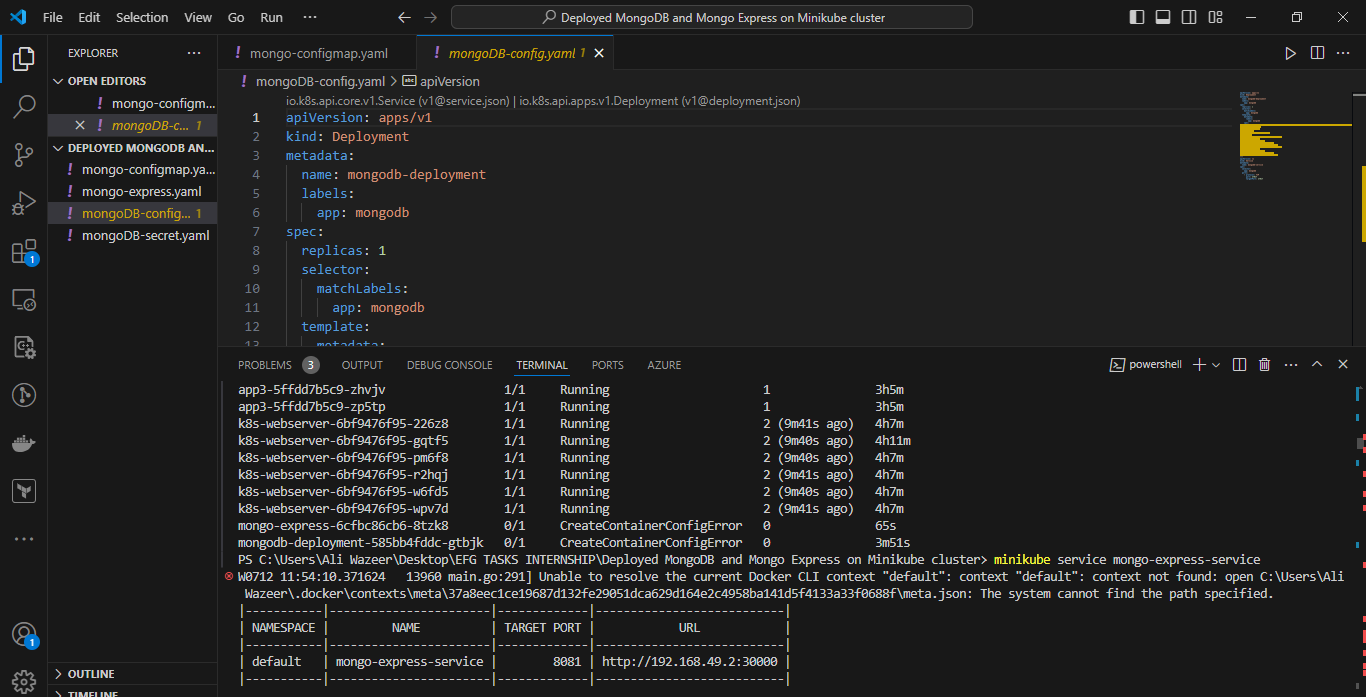 File Edit Selection View Go Run ··· Deployed MongoDB and Mongo Express on Minikube cluster
EXPLORER ···
OPEN EDITORS
! mongo-configm...
! mongoDB-c... 1
DEPLOYED MONGODB AN...
! mongo-configmap.ya...
! mongo-express.yaml
! mongoDB-config... 1
! mongoDB-secret.yaml
OUTLINE
TIMELINE
1
1
! mongo-configmap.yaml ! mongoDB-config.yaml 1
! mongoDB-config.yaml > apiVersion
io.k8s.api.core.v1.Service (v1@service.json) | io.k8s.api.apps.v1.Deployment (v1@deployment.json)
1 apiVersion: apps/v1
2 kind: Deployment
3 metadata:
4 name: mongodb-deployment
5 labels:
6 app: mongodb
7 spec:
8 replicas: 1
9 selector:
10 matchLabels:
11 app: mongodb
12 template:
13 metadata:
PROBLEMS 3 OUTPUT DEBUG CONSOLE TERMINAL PORTS AZURE powershell
app3-5ffdd7b5c9-zhvjv 1/1 Running 1 3h5m
app3-5ffdd7b5c9-zp5tp 1/1 Running 1 3h5m
k8s-webserver-6bf9476f95-226z8 1/1 Running 2 (9m41s ago) 4h7m
k8s-webserver-6bf9476f95-gqtf5 1/1 Running 2 (9m40s ago) 4h11m
k8s-webserver-6bf9476f95-pm6f8 1/1 Running 2 (9m40s ago) 4h7m
k8s-webserver-6bf9476f95-r2hqj 1/1 Running 2 (9m41s ago) 4h7m
k8s-webserver-6bf9476f95-w6fd5 1/1 Running 2 (9m40s ago) 4h7m
k8s-webserver-6bf9476f95-wpv7d 1/1 Running 2 (9m41s ago) 4h7m
mongo-express-6cfbc86cb6-8tzk8 0/1 CreateContainerConfigError 0 65s
mongodb-deployment-585bb4fddc-gtbjk 0/1 CreateContainerConfigError 0 3m51s
PS C:\Users\Ali Wazeer\Desktop\EFG TASKS INTERNSHIP\Deployed MongoDB and Mongo Express on Minikube cluster> minikube service mongo-express-service
W0712 11:54:10.371624 13960 main.go:291] Unable to resolve the current Docker CLI context "default": context "default": context not found: open C:\Users\Ali
Wazeer\.docker\contexts\meta\37a8eec1ce19687d132fe29051dca629d164e2c4958ba141d5f4133a33f0688f\meta.json: The system cannot find the path specified.
|-----------|-----------------------|-------------|---------------------------|
| NAMESPACE | NAME | TARGET PORT | URL |
|-----------|-----------------------|-------------|---------------------------|
| default | mongo-express-service | 8081 | http://192.168.49.2:30000 |
|-----------|-----------------------|-------------|---------------------------|